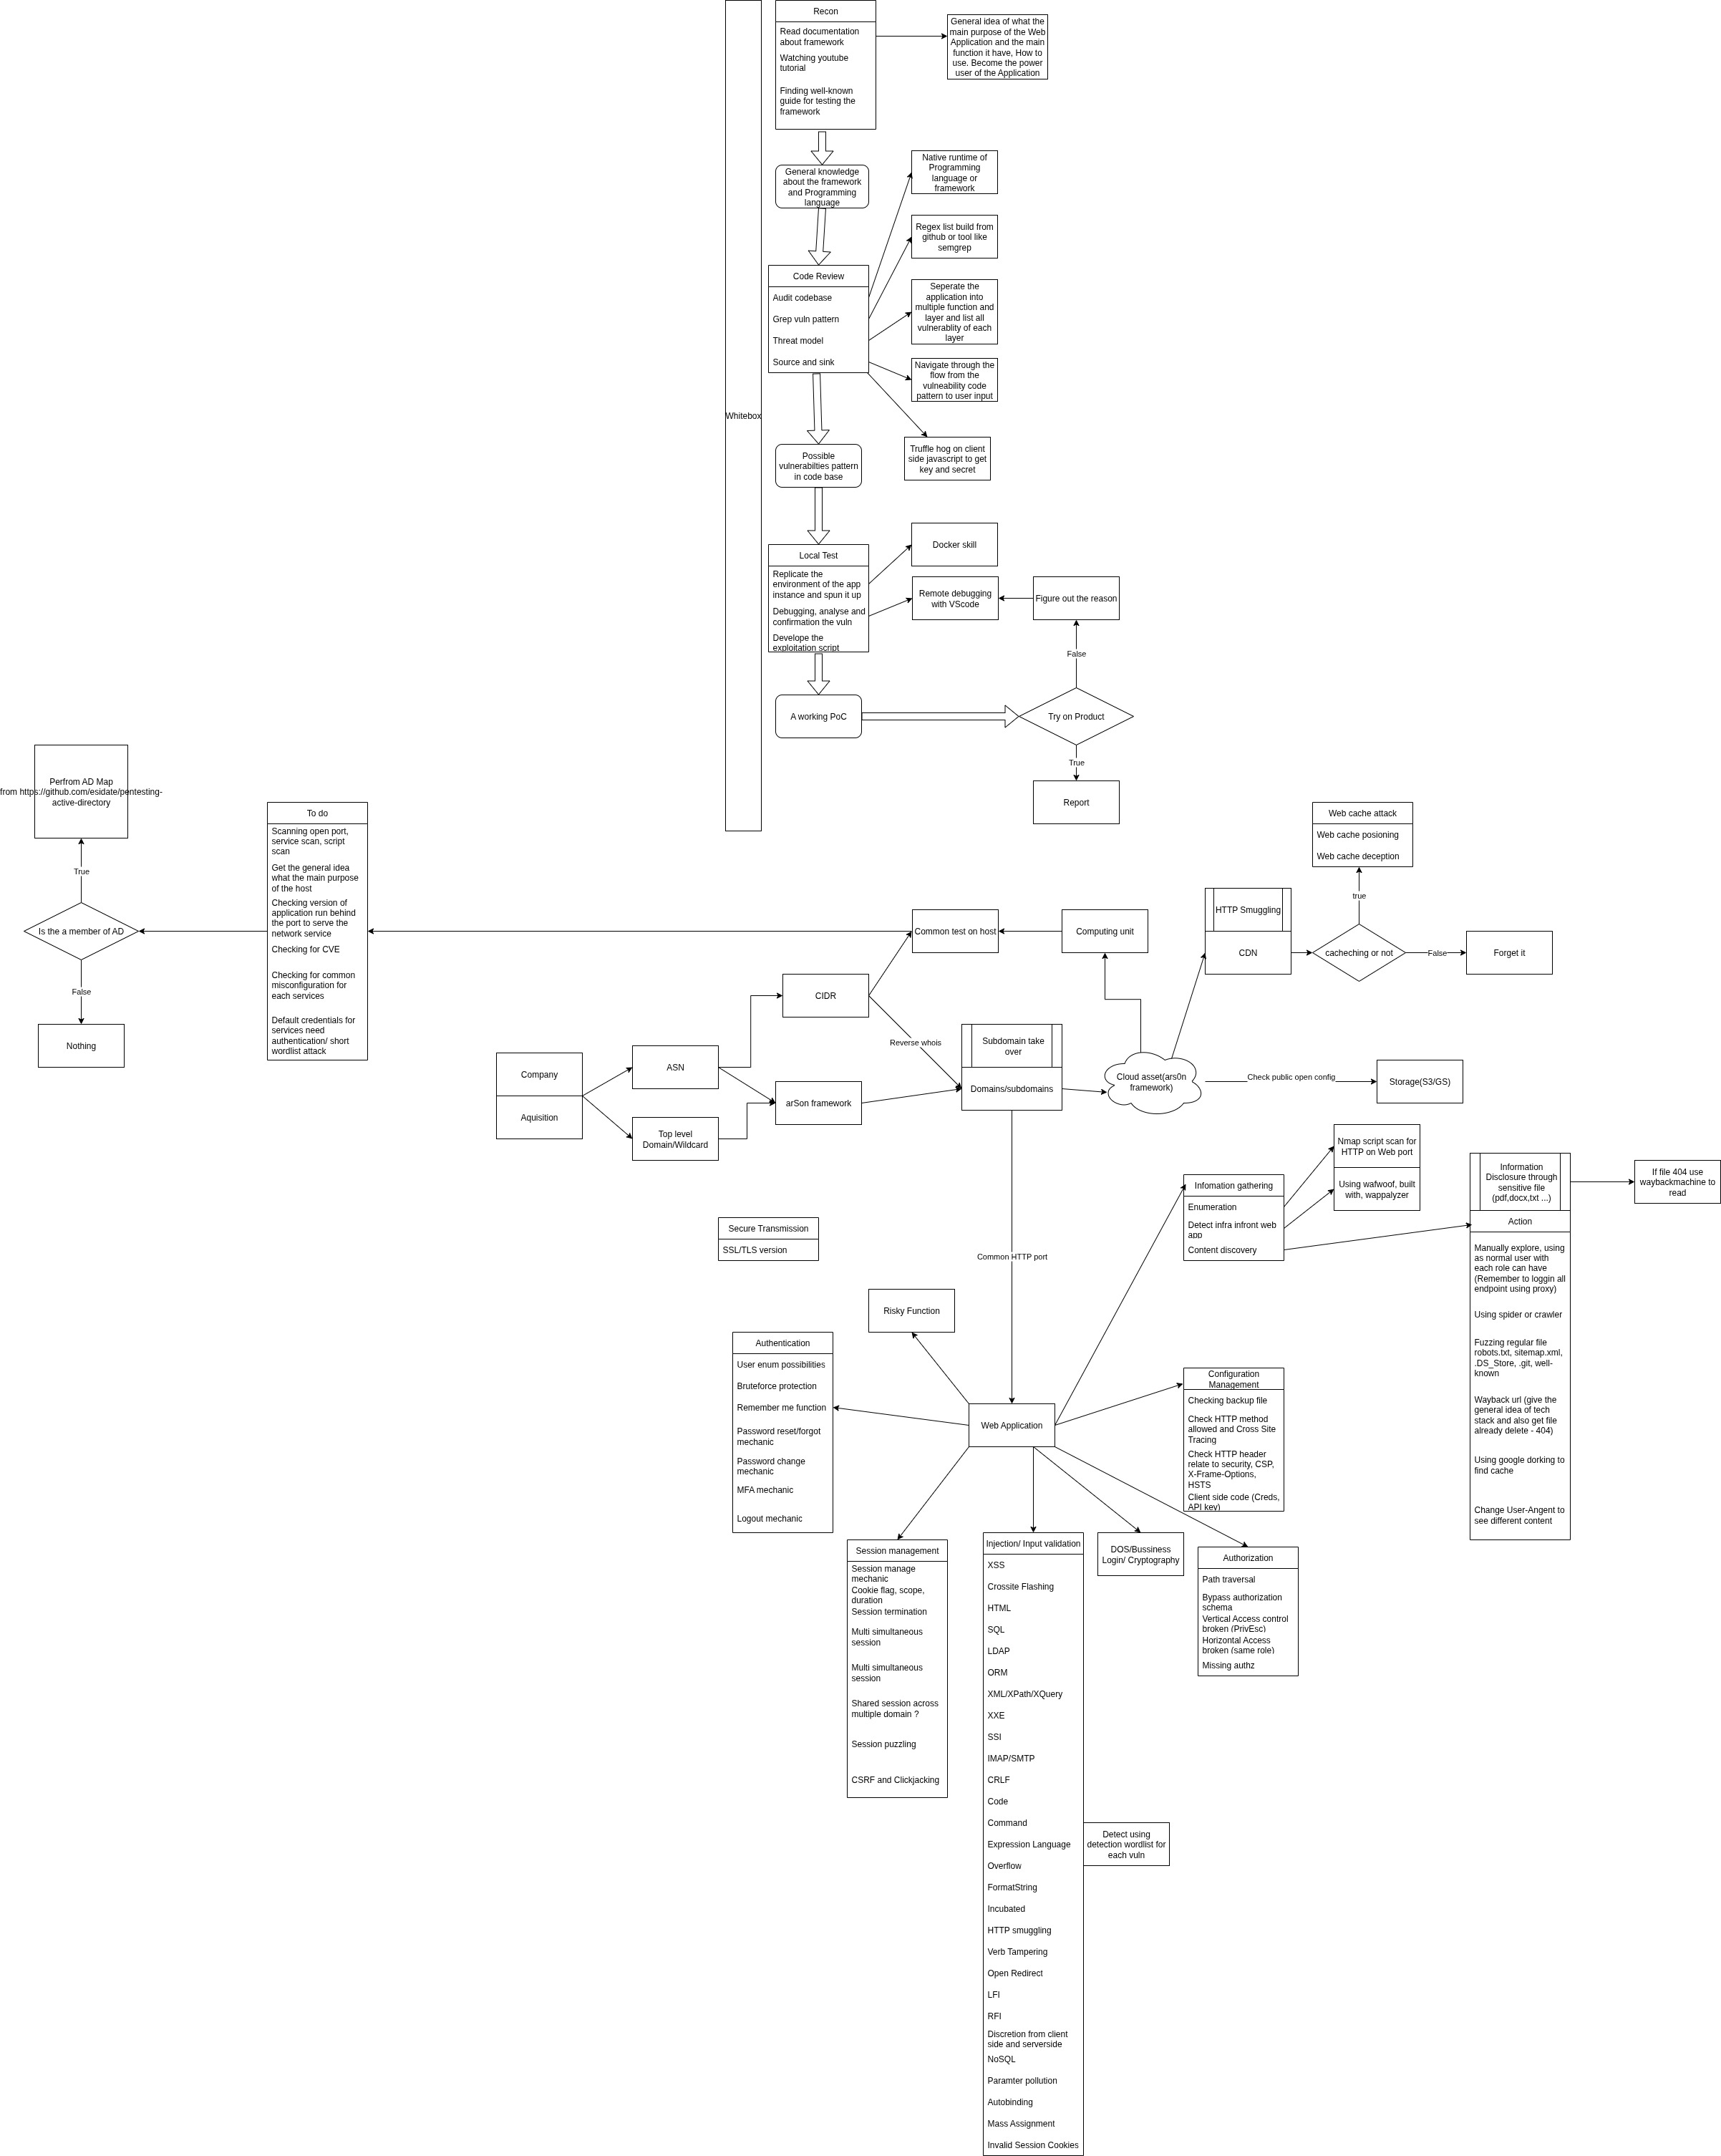 Recon
Read documentation
about framework
Watching youtube
tutorial
Finding well-known
guide for testing the
framework
General idea of what the
main purpose of the Web
Application and the main
function it have, How to
use. Become the power
user of the Application
General knowledge
about the framework
and Programming
language
Native runtime of
Programming
language or
framework
Regex list build from
github or tool like
semgrep
Code Review
Audit codebase
Grep vuln pattern
Threat model
Source and sink
Seperate the
application into
multiple function and
layer and list all
vulnerablity of each
layer
Navigate through the
flow from the
vulneability code
pattern to user input
Whitebox
Truffle hog on client
side javascript to get
key and secret
Possible
vulnerabilties pattern
in code base
Local Test
Replicate the
environment of the app
instance and spun it up
Debugging, analyse and
confirmation the vuln
Develope the
exploitation script
Docker skill
Remote debugging
with VScode
Figure out the reason
False
A working PoC
Try on Product
True
Report
Perfrom AD Map
from https://github.com/esidate/pentesting-
active-directory
True
Is the a member of AD
False
Nothing
To do
Scanning open port,
service scan, script
scan
Get the general idea
what the main purpose
of the host
Checking version of
application run behind
the port to serve the
network service
Checking for CVE
Checking for common
misconfiguration for
each services
Default credentials for
services need
authentication/ short
wordlist attack
Web cache attack
Web cache posioning
Web cache deception
true
HTTP Smuggling
CDN
cacheching or not
False
Forget it
Common test on host
Computing unit
CIDR
Reverse whois
Company
Aquisition
ASN
Top level
Domain/Wildcard
arSon framework
Subdomain take
over
Domains/subdomains
Cloud asset(ars0n
framework)
Check public open config
Storage(S3/GS)
Common HTTP port
Nmap script scan for
HTTP on Web port
Using wafwoof, built
with, wappalyzer
Infomation gathering
Enumeration
Detect infra infront web
app
Content discovery
Information
Disclosure through
sensitive file
(pdf,docx,txt ...)
If file 404 use
waybackmachine to
read
Action
Manually explore, using
as normal user with
each role can have
(Remember to loggin all
endpoint using proxy)
Using spider or crawler
Fuzzing regular file
robots.txt, sitemap.xml,
.DS_Store, .git, well-
known
Wayback url (give the
general idea of tech
stack and also get file
already delete - 404)
Using google dorking to
find cache
Change User-Angent to
see different content
Secure Transmission
SSL/TLS version
Risky Function
Authentication
User enum possibilities
Bruteforce protection
Remember me function
Password reset/forgot
mechanic
Password change
mechanic
MFA mechanic
Logout mechanic
Web Application
Configuration
Management
Checking backup file
Check HTTP method
allowed and Cross Site
Tracing
Check HTTP header
relate to security, CSP,
X-Frame-Options,
HSTS
Client side code (Creds,
API key)
Session management
Session manage
mechanic
Cookie flag, scope,
duration
Session termination
Multi simultaneous
session
Multi simultaneous
session
Shared session across
multiple domain ?
Session puzzling
CSRF and Clickjacking
Injection/ Input validation
XSS
Crossite Flashing
HTML
SQL
LDAP
ORM
XML/XPath/XQuery
XXE
SSI
IMAP/SMTP
CRLF
Code
Command
Expression Language
Overflow
FormatString
Incubated
HTTP smuggling
Verb Tampering
Open Redirect
LFI
RFI
Discretion from client
side and serverside
NoSQL
Paramter pollution
Autobinding
Mass Assignment
Invalid Session Cookies
Detect using
detection wordlist for
each vuln
DOS/Bussiness
Login/ Cryptography
Authorization
Path traversal
Bypass authorization
schema
Vertical Access control
broken (PrivEsc)
Horizontal Access
broken (same role)
Missing authz